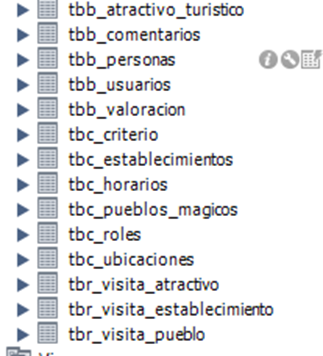 tbb_atractivo_turistico
tbb_comentarios
tbb_personas
tbb_usuarios
tbb_valoracion
tbc_criterio
tbc_establecimientos
tbc_horarios
tbc_pueblos_magicos
tbc_roles
tbc_ubicaciones
tbr_visita_atractivo
tbr_visita_establecimiento
tbr_visita_pueblo